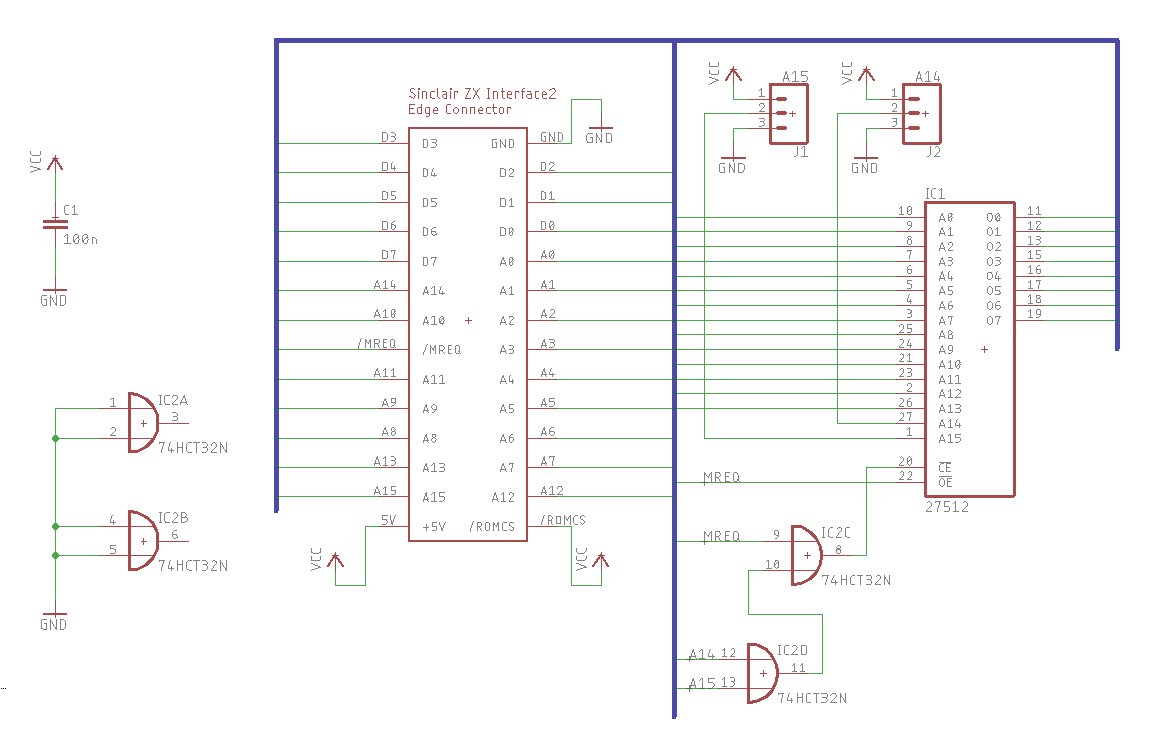 Sinclair ZX Interface2
Edge Connector
VCC
C1
100n
GND
1
2
IC2A
3
74HCT32N
4
5
IC2B
6
74HCT32N
GND
D3 D3 GND GND
GND
D4 D4 D2 D2
D5 D5 D1 D1
D6 D6 D0 D0
D7 D7 A0 A0
A14 A14 A1 A1
A10 A10 A2 A2
/MREQ /MREQ A3 A3
A11 A11 A4 A4
A9 A9 A5 A5
A8 A8 A6 A6
A13 A13 A7 A7
A15 A15 A12 A12
5V +5V /ROMCS /ROMCS
VCC
VCC
VCC
A15
1
2
3
J1
GND
VCC
A14
1
2
3
J2
GND
IC1
10 A0 O0 11
9 A1 O1 12
8 A2 O2 13
7 A3 O3 15
6 A4 O4 16
5 A5 O5 17
4 A6 O6 18
3 A7 O7 19
25 A8
24 A9
21 A10
23 A11
2 A12
26 A13
27 A14
1 A15
20 CE
MREQ 22 OE
27512
MREQ 9
10
IC2C
8
74HCT32N
A14 12
A15 13
IC2D
11
74HCT32N